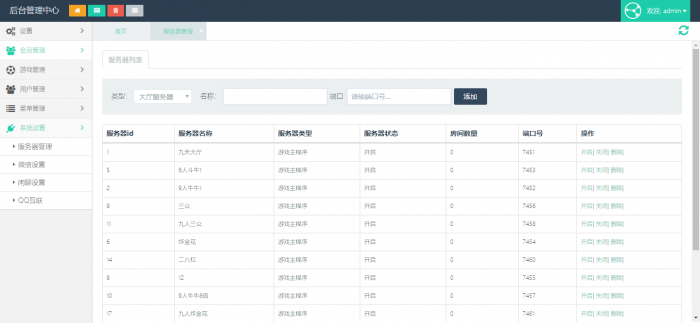 后台管理中心
欢迎, admin
设置
会员管理
游戏管理
用户管理
菜单管理
系统设置
服务器管理
微信设置
闲聊设置
QQ互联
首页
服务器管理
服务器列表
类型: 大厅服务器 名称: 端口 请输端口号... 添加
服务器id 服务器名称 服务器类型 服务器状态 房间数量 端口号 操作
1 九天大厅 游戏主程序 开启 0 7451 开启| 关闭| 删除|
5 6人斗牛1 游戏主程序 开启 0 7453 开启| 关闭| 删除|
2 9人牛牛1 游戏主程序 开启 0 7452 开启| 关闭| 删除|
9 三公 游戏主程序 开启 0 7456 开启| 关闭| 删除|
11 九人三公 游戏主程序 开启 0 7458 开启| 关闭| 删除|
6 炸金花 游戏主程序 开启 0 7454 开启| 关闭| 删除|
14 二八杠 游戏主程序 开启 0 7460 开启| 关闭| 删除|
8 12 游戏主程序 开启 0 7455 开启| 关闭| 删除|
10 9人牛牛8倍 游戏主程序 开启 0 7457 开启| 关闭| 删除|
17 九人炸金花 游戏主程序 开启 0 7461 开启| 关闭| 删除|